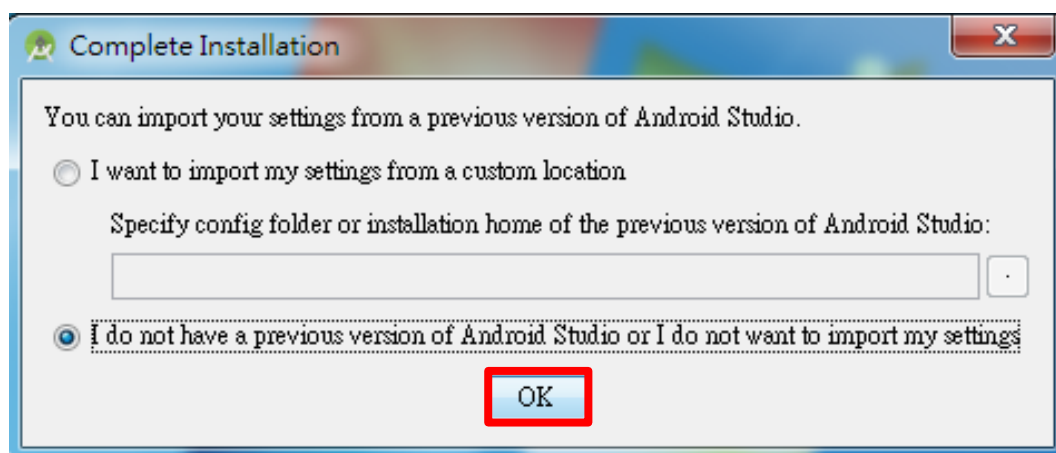 Complete Installation
You can import your settings from a previous version of Android Studio.
I want to import my settings from a custom location
Specify config folder or installation home of the previous version of Android Studio:
.
I do not have a previous version of Android Studio or I do not want to import my settings
OK